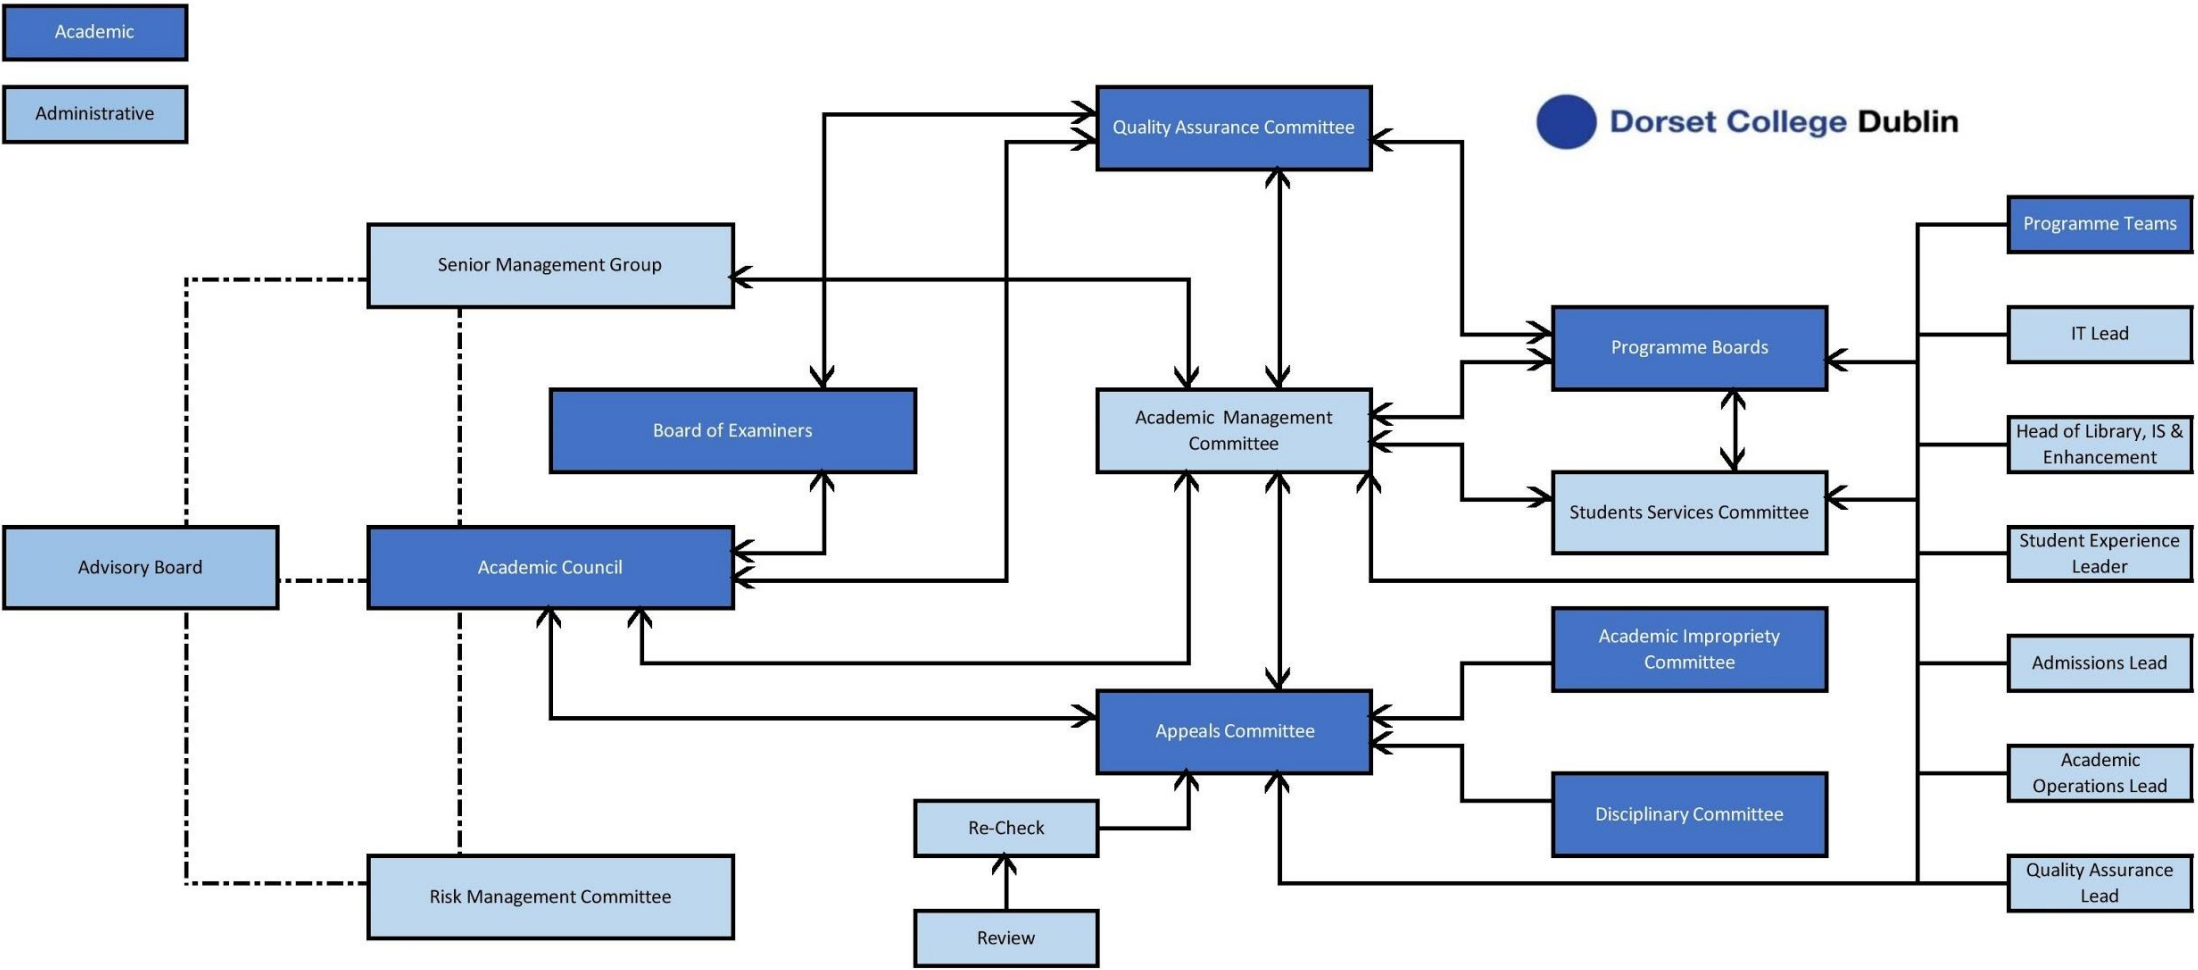 Academic
Administrative
Quality Assurance Committee
Dorset College Dublin
Programme Teams
Senior Management Group
IT Lead
Programme Boards
Board of Examiners
Academic Management
Committee
Head of Library, IS &
Enhancement
Students Services Committee
Advisory Board
Academic Council
Student Experience
Leader
Academic Impropriety
Committee
Admissions Lead
Appeals Committee
Academic
Operations Lead
Re-Check
Disciplinary Committee
Risk Management Committee
Quality Assurance
Lead
Review